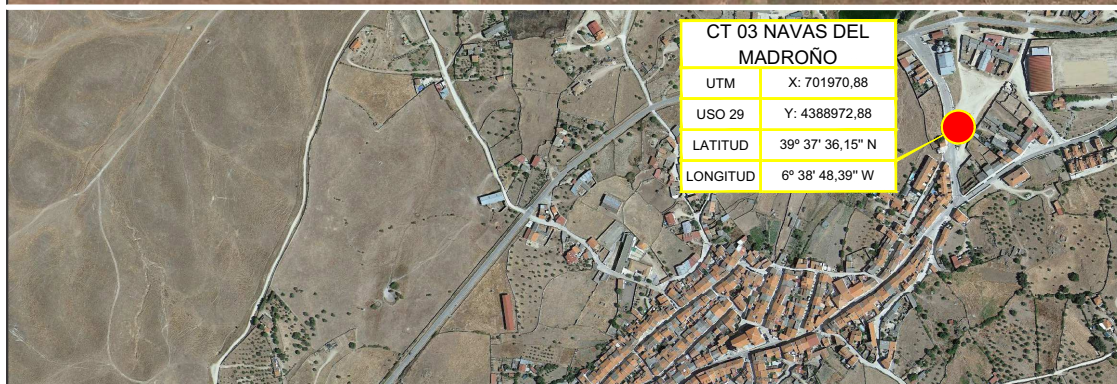 CT 03 NAVAS DEL
MADROÑO
UTM X: 701970,88
USO 29 Y: 4388972,88
LATITUD 39º 37' 36,15" N
LONGITUD 6º 38' 48,39" W